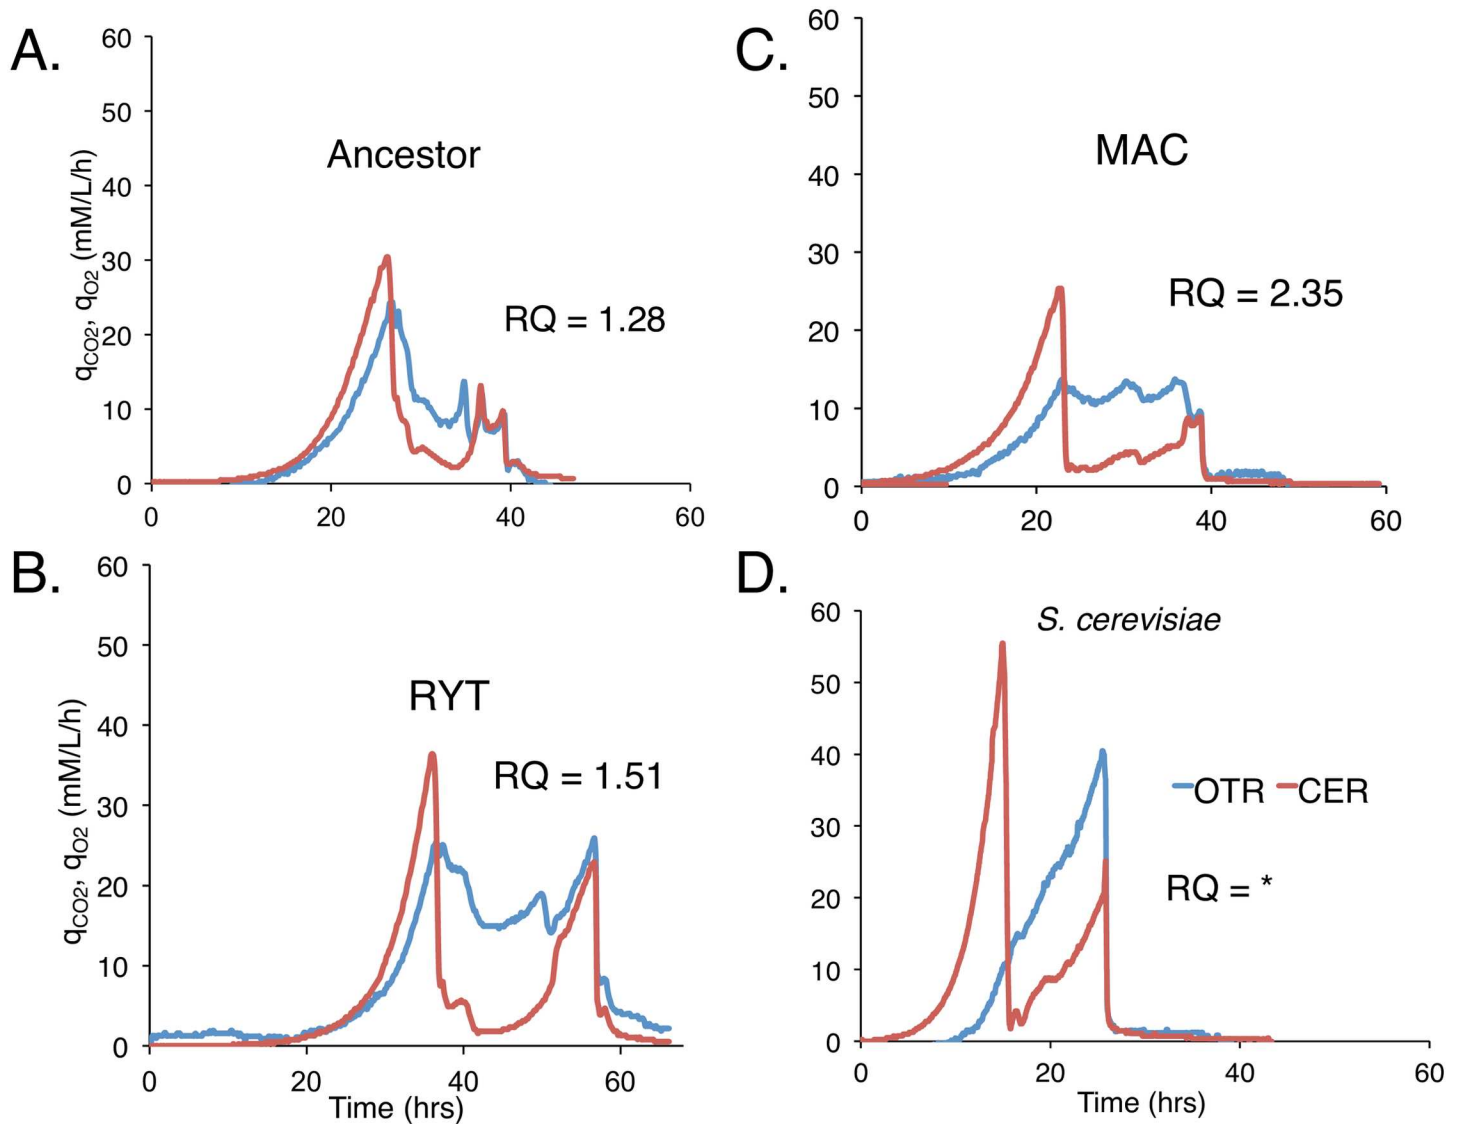 A.
60
50
40
30
20
10
0
qCO2, qO2 (mM/L/h)
Ancestor
RQ = 1.28
0 20 40 60
C.
60
50
40
30
20
10
0
MAC
RQ = 2.35
0 20 40 60
B.
60
50
40
30
20
10
0
qCO2, qO2 (mM/L/h)
RYT
RQ = 1.51
0 20 40 60
Time (hrs)
D.
60
50
40
30
20
10
0
S. cerevisiae
OTR CER
RQ = *
0 20 40 60
Time (hrs)